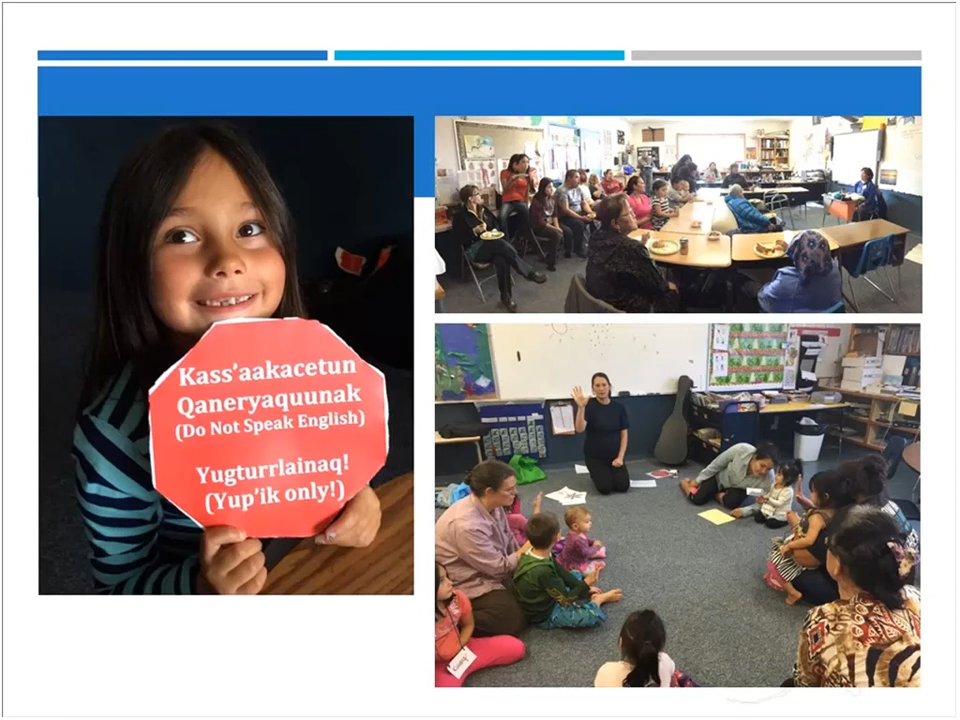 Kass'aakacetun
Qaneryaquunak
(Do Not Speak English)
Yugturrlainaq!
(Yup'ik only!)